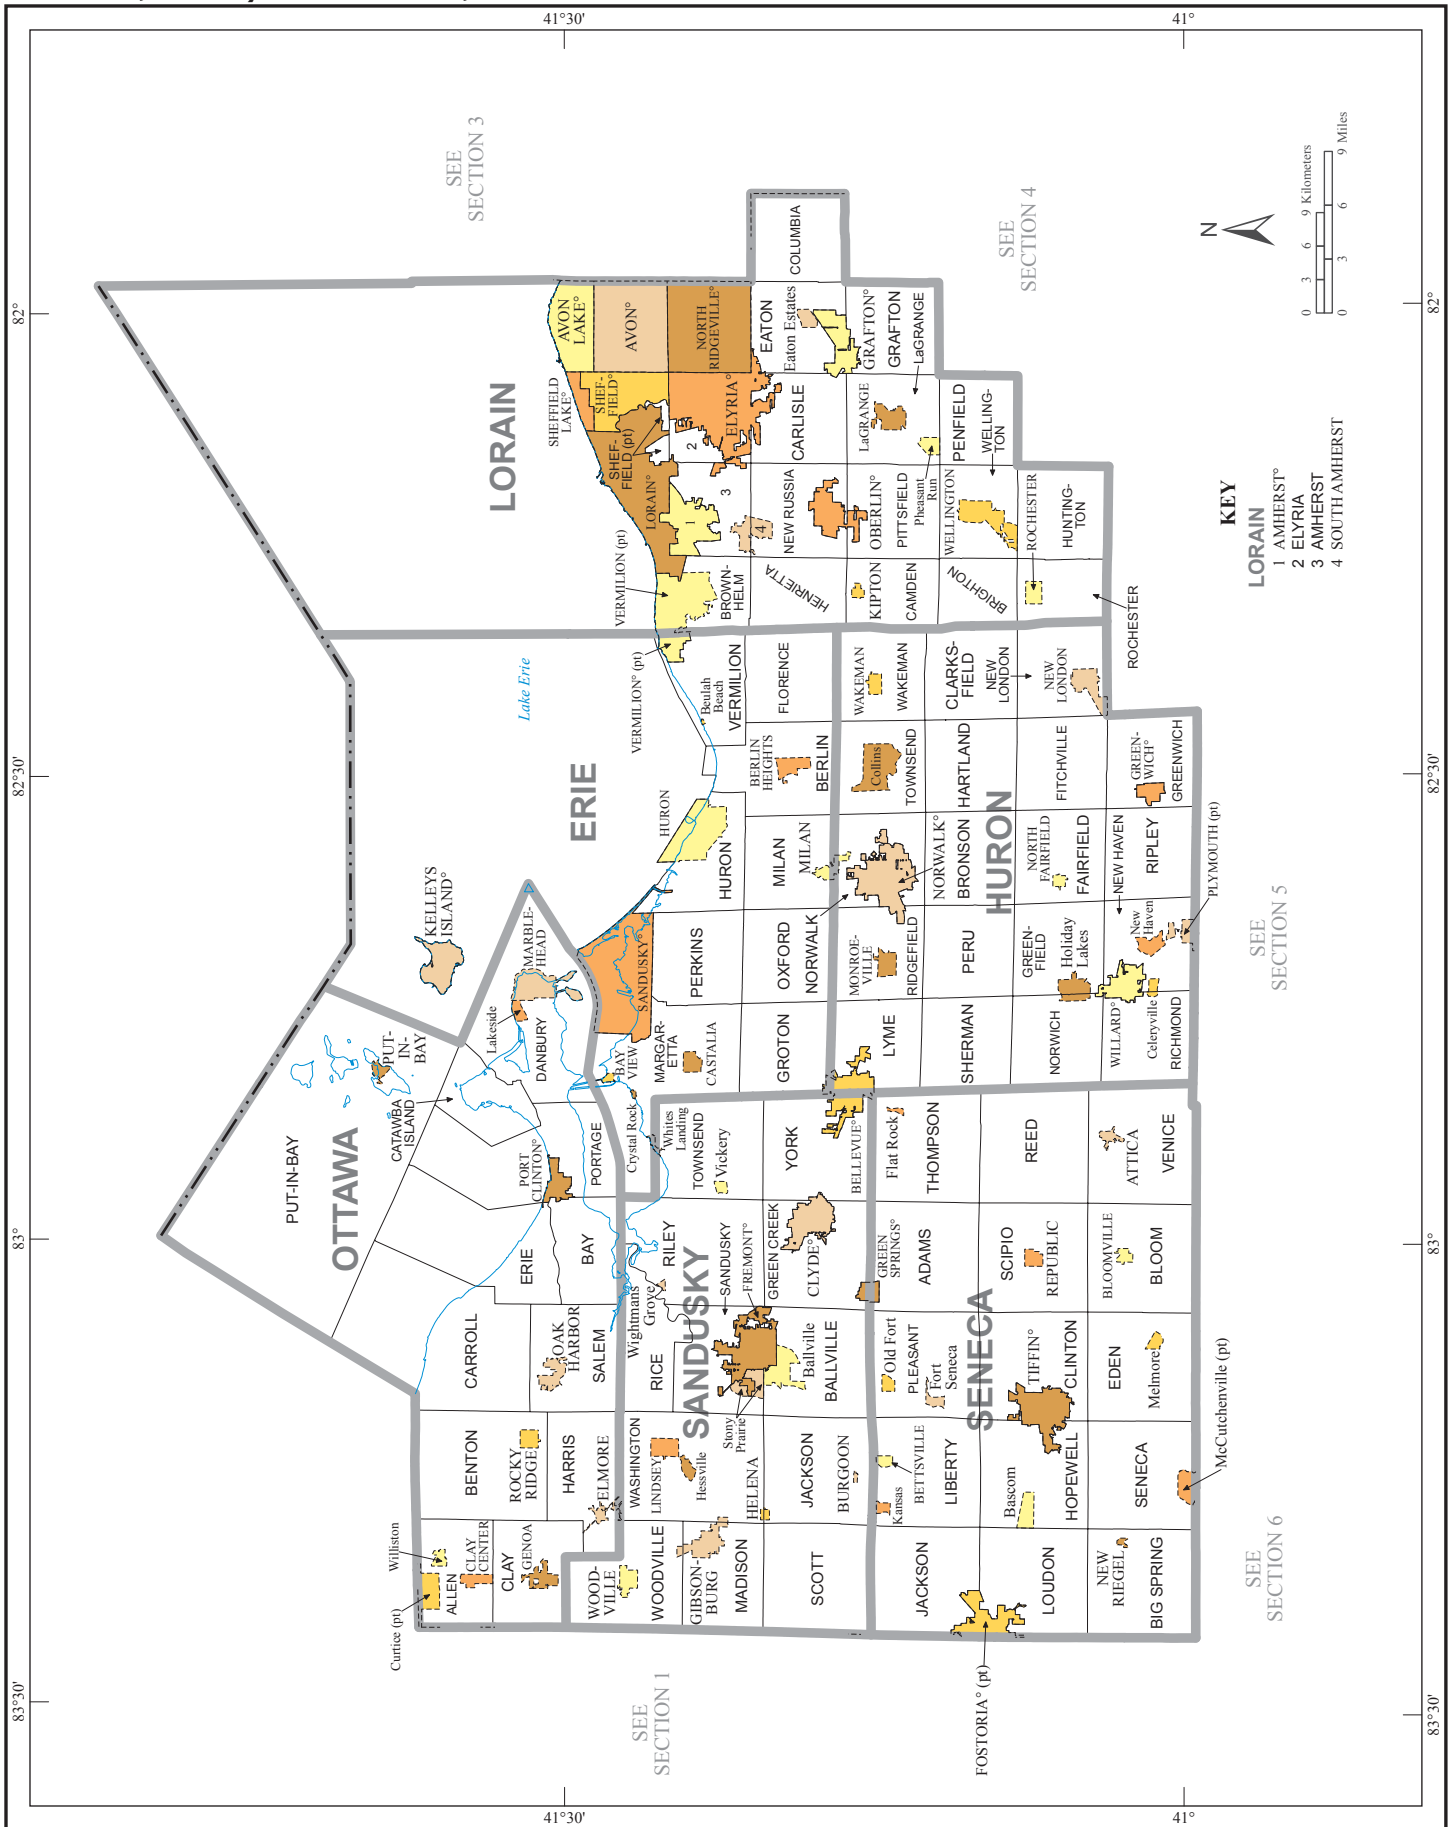 41°30'
41°
82°
82°30'
83°
83°30'
82°
82°30'
83°
83°30'
41°30'
41°
SEE
SECTION 3
SEE
SECTION 4
SEE
SECTION 5
SEE
SECTION 6
SEE
SECTION 1
N
0 3 6 9 Kilometers
0 3 6 9 Miles
KEY
LORAIN
1 AMHERST°
2 ELYRIA
3 AMHERST
4 SOUTH AMHERST
LORAIN
COLUMBIA
AVON
LAKE°
AVON°
NORTH
RIDGEVILLE°
EATON
Eaton Estates
GRAFTON°
GRAFTON
LaGRANGE
SHEFFIELD
LAKE°
SHEF-
FIELD°
SHEF-
FIELD (pt)
ELYRIA°
2
CARLISLE
LaGRANGE
PENFIELD
WELLING-
TON
LORAIN°
1
3
4
NEW RUSSIA
OBERLIN°
PITTSFIELD
Pheasant
Run
WELLINGTON
ROCHESTER
HUNTING-
TON
VERMILION (pt)
BROWN-
HELM
HENRIETTA
KIPTON
CAMDEN
BRIGHTON
ROCHESTER
ERIE
Lake Erie
VERMILION° (pt)
Beulah
Beach
VERMILION
FLORENCE
BERLIN
HEIGHTS
BERLIN
HURON
HURON
MILAN
MILAN
KELLEYS
ISLAND°
SANDUSKY°
PERKINS
OXFORD
BAY
VIEW
MARGAR-
ETTA
CASTALIA
GROTON
Crystal Rock
Whites
Landing
HURON
WAKEMAN
WAKEMAN
CLARKS-
FIELD
NEW
LONDON
NEW
LONDON
Collins
TOWNSEND
HARTLAND
FITCHVILLE
GREEN-
WICH°
GREENWICH
NORWALK°
BRONSON
NORTH
FAIRFIELD
FAIRFIELD
NEW HAVEN
RIPLEY
PLYMOUTH (pt)
NORWALK
MONROE-
VILLE
RIDGEFIELD
PERU
GREEN-
FIELD
Holiday
Lakes
New
Haven
LYME
SHERMAN
NORWICH
WILLARD°
Celeryville
RICHMOND
OTTAWA
PUT-IN-BAY
PUT-
IN-
BAY
CATAWBA
ISLAND
MARBLE-
HEAD
Lakeside
DANBURY
PORT
CLINTON°
PORTAGE
ERIE
BAY
CARROLL
OAK
HARBOR
SALEM
BENTON
ROCKY
RIDGE
HARRIS
ELMORE
Williston
CLAY
CENTER
ALLEN
CLAY
GENOA
Curtice (pt)
SANDUSKY
TOWNSEND
Vickery
YORK
BELLEVUE°
RILEY
Wightmans
Grove
SANDUSKY
FREMONT°
GREEN CREEK
CLYDE°
GREEN
SPRINGS°
RICE
Stony
Prairie
Ballville
BALLVILLE
WASHINGTON
LINDSEY
Hessville
HELENA
JACKSON
BURGOON
WOOD-
VILLE
WOODVILLE
GIBSON-
BURG
MADISON
SCOTT
SENECA
Flat Rock
THOMPSON
REED
ATTICA
VENICE
ADAMS
SCIPIO
REPUBLIC
BLOOMVILLE
BLOOM
Old Fort
PLEASANT
Fort
Seneca
TIFFIN°
CLINTON
EDEN
Melmore
McCutchenville (pt)
Kansas
BETTSVILLE
LIBERTY
Bascom
HOPEWELL
SENECA
JACKSON
LOUDON
NEW
RIEGEL
BIG SPRING
FOSTORIA° (pt)